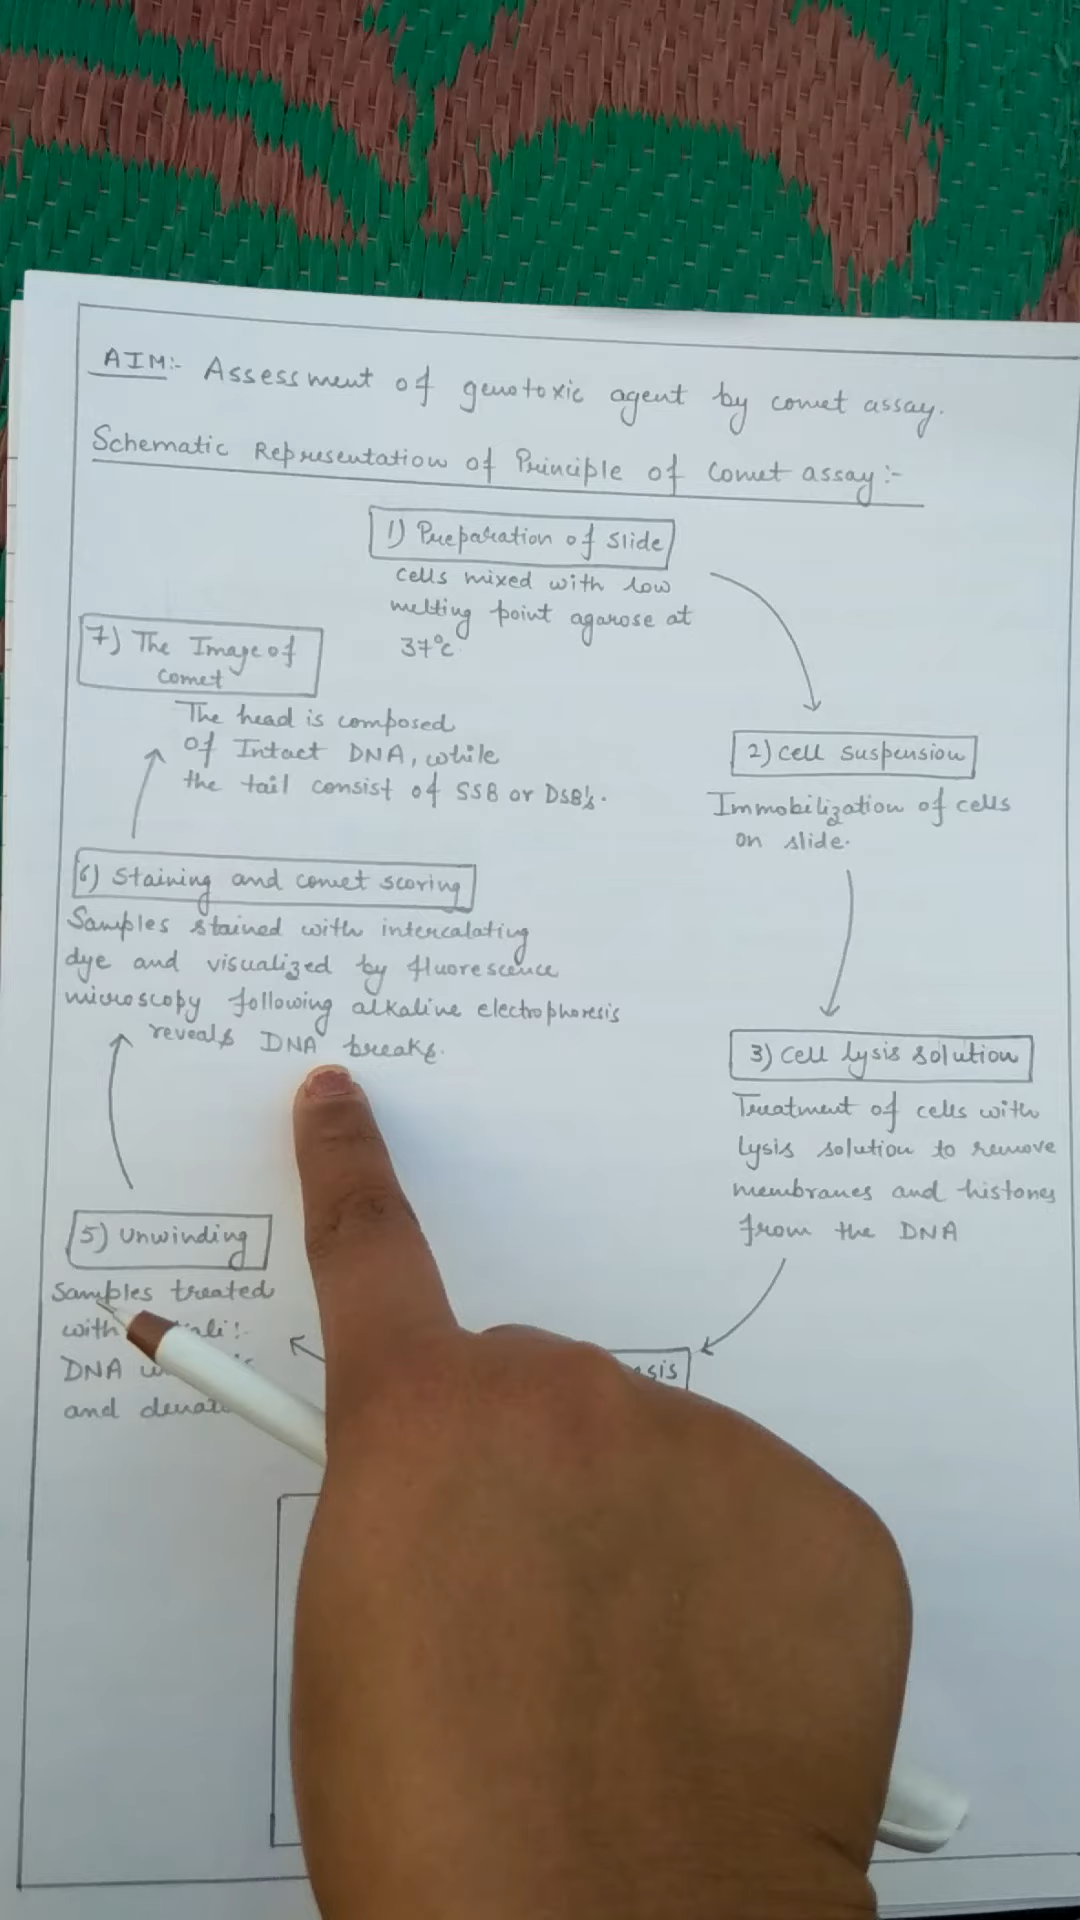 AIM:- Assessment of genotoxic agent by comet assay.
Schematic Representation of Principle of Comet assay:-
1) Preparation of slide
cells mixed with low
melting point agarose at
37°c.
2) Cell suspension
Immobilization of cells
on slide.
3) Cell lysis solution
Treatment of cells with
lysis solution to remove
membranes and histones
from the DNA
5) Unwinding
Samples treated
with
DNA
and
6) Staining and comet scoring
Samples stained with intercalating
dye and visualized by fluorescence
microscopy following alkaline electrophoresis
reveals DNA breaks.
7) The Image of
comet
The head is composed
of Intact DNA, while
the tail consist of SSB or DSB's.